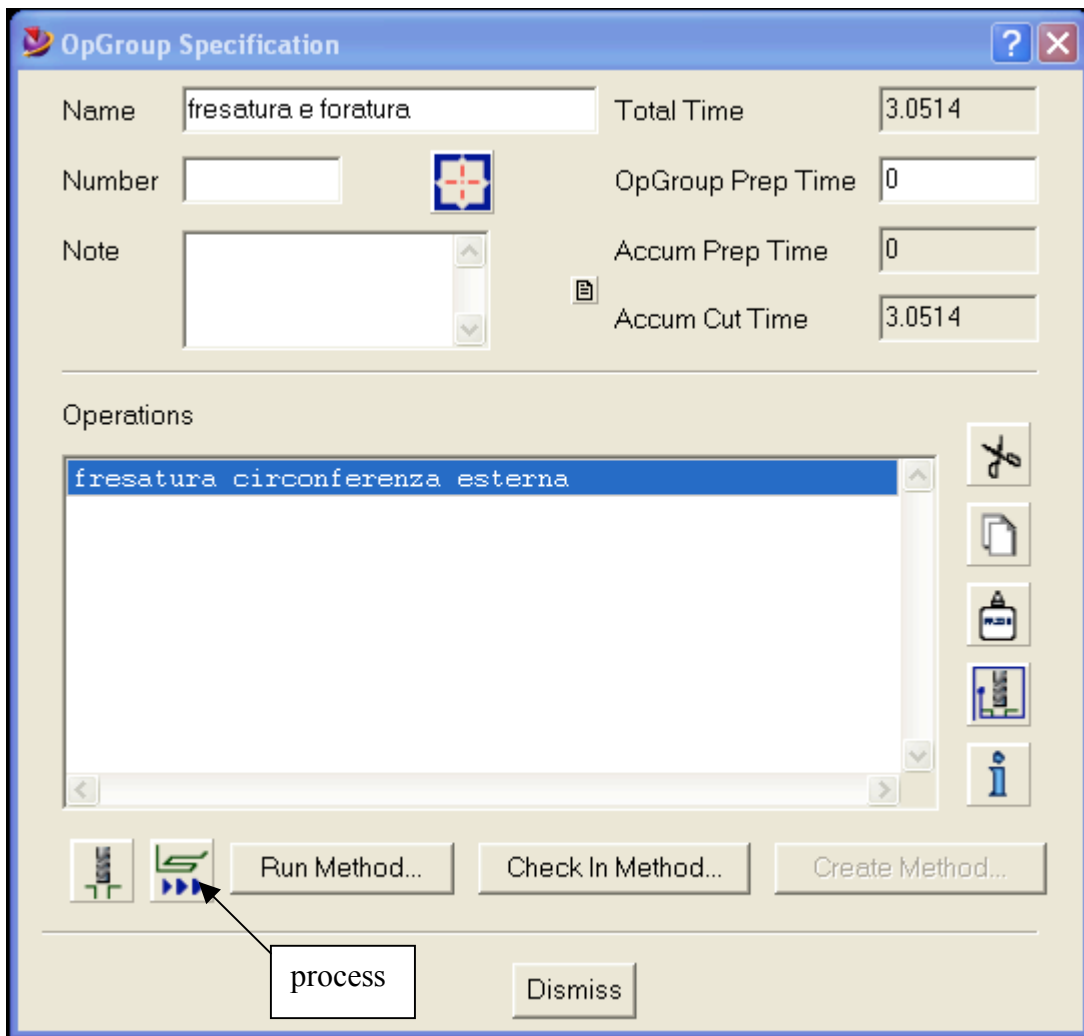 OpGroup Specification
Name fresatura e foratura Total Time 3.0514
Number OpGroup Prep Time 0
Note Accum Prep Time 0
Accum Cut Time 3.0514
Operations
fresatura circonferenza esterna
Run Method... Check In Method... Create Method...
process
Dismiss